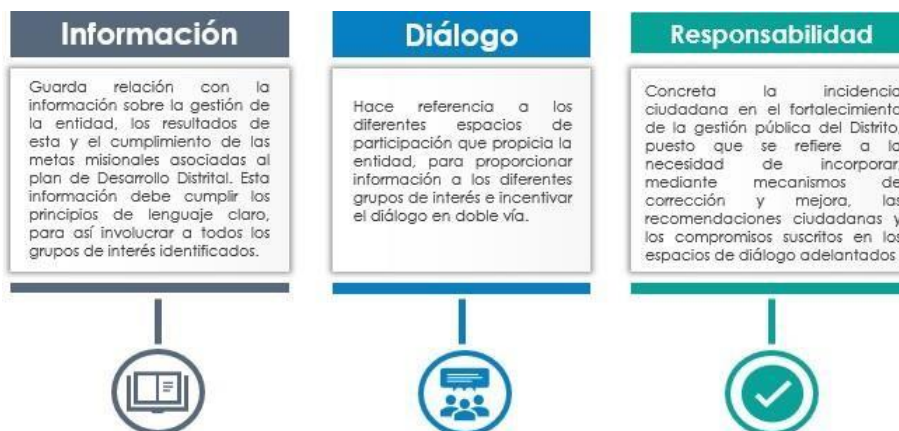 Información
Guarda relación con la
información sobre la gestión de
la entidad, los resultados de
esta y el cumplimiento de las
metas misionales asociadas al
plan de Desarrollo Distrital. Esta
información debe cumplir los
principios de lenguaje claro,
para así involucrar a todos los
grupos de interés identificados.
Diálogo
Hace referencia a los
diferentes espacios de
participación que propicia la
entidad, para proporcionar
información a los diferentes
grupos de interés e incentivar
el diálogo en doble vía.
Responsabilidad
Concreta la incidencia
ciudadana en el fortalecimiento
de la gestión pública del Distrito,
puesto que se refiere a la
necesidad de incorporar,
mediante mecanismos de
corrección y mejora, las
recomendaciones ciudadanas y
los compromisos suscritos en los
espacios de diálogo adelantados